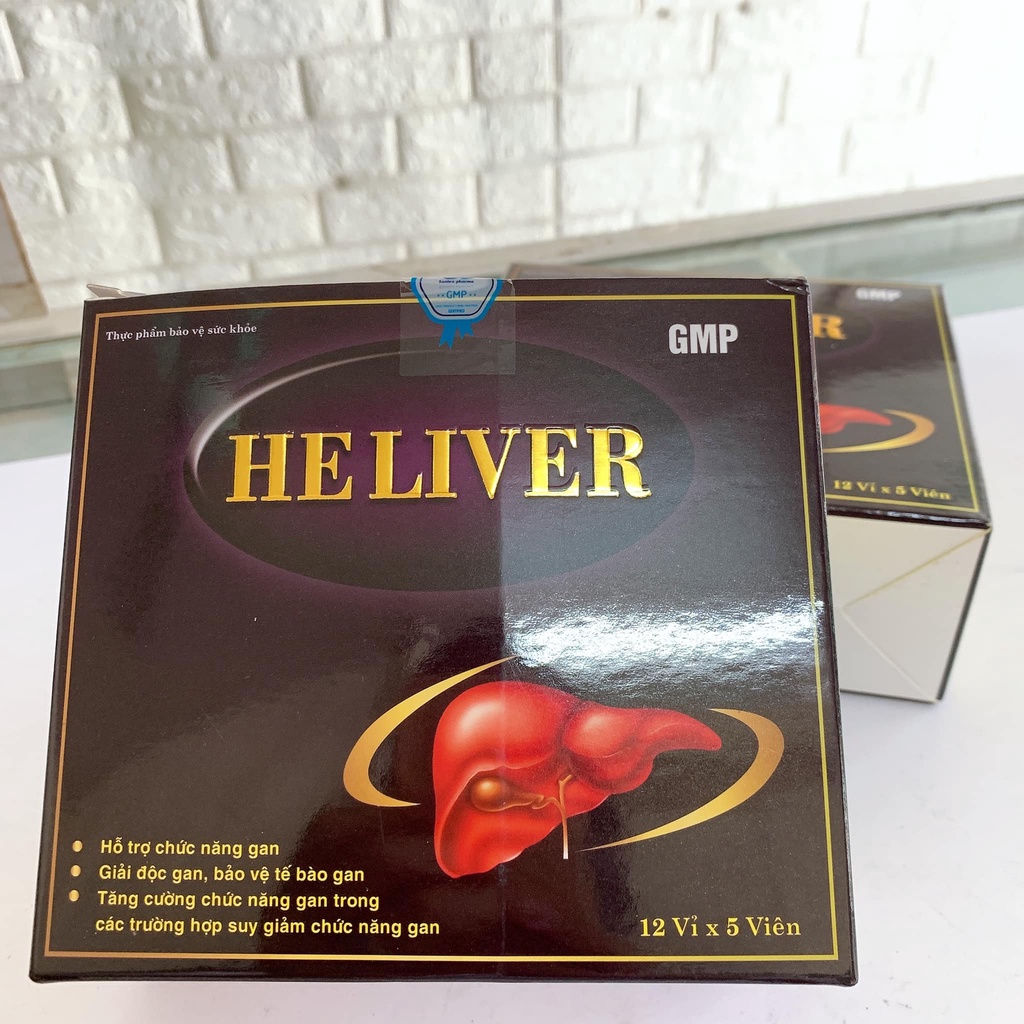 Thực phẩm bảo vệ sức khỏe
GMP
GMP
HELIVER
Hỗ trợ chức năng gan
Giải độc gan, bảo vệ tế bào gan
Tăng cường chức năng gan trong
các trường hợp suy giảm chức năng gan
12 Vỉ x 5 Viên
GMP
R
12 Vỉ x 5 Viên